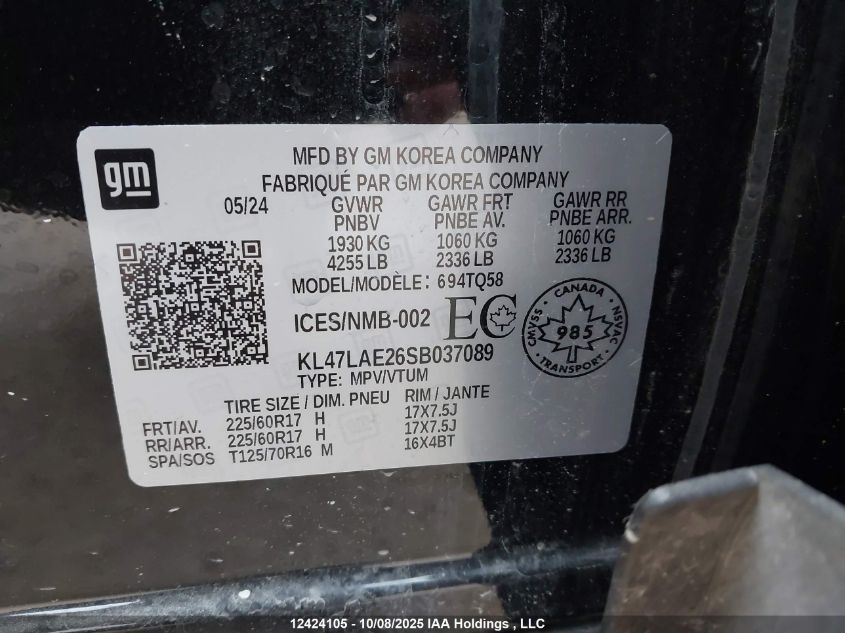 gm
MFD BY GM KOREA COMPANY
FABRIQUÉ PAR GM KOREA COMPANY
05/24 GVWR GAWR FRT GAWR RR
PNBV PNBE AV. PNBE ARR.
1930 KG 1060 KG 1060 KG
4255 LB 2336 LB 2336 LB
MODEL/MODÈLE: 694TQ58
ICES/NMB-002 EC
CANADA
CMVSS 985 NSVAC
TRANSPORT
KL47LAE26SB037089
TYPE: MPV/VTUM
TIRE SIZE / DIM. PNEU RIM / JANTE
FRT/AV. 225/60R17 H 17X7.5J
RR/ARR. 225/60R17 H 17X7.5J
SPA/SOS T125/70R16 M 16X4BT
12424105 - 10/08/2025 IAA Holdings , LLC